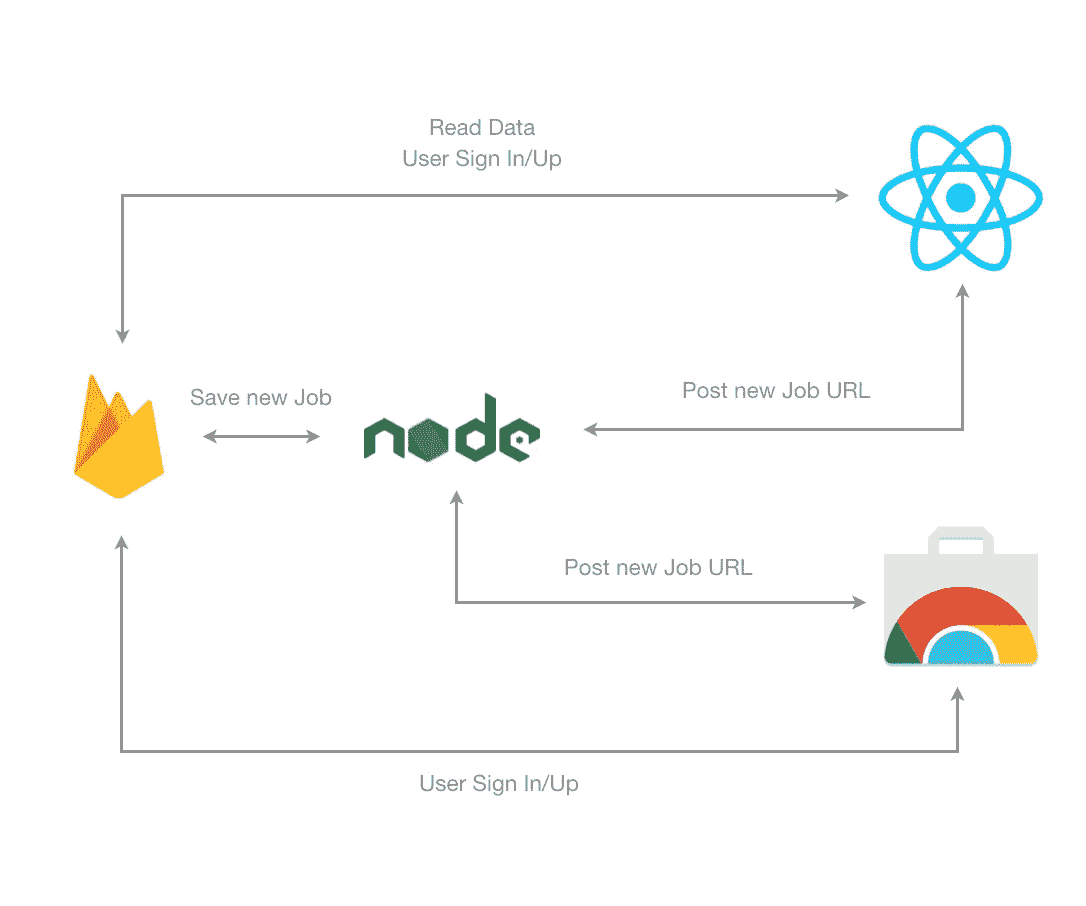 Read Data
User Sign In/Up
Save new Job
node
Post new Job URL
Post new Job URL
User Sign In/Up